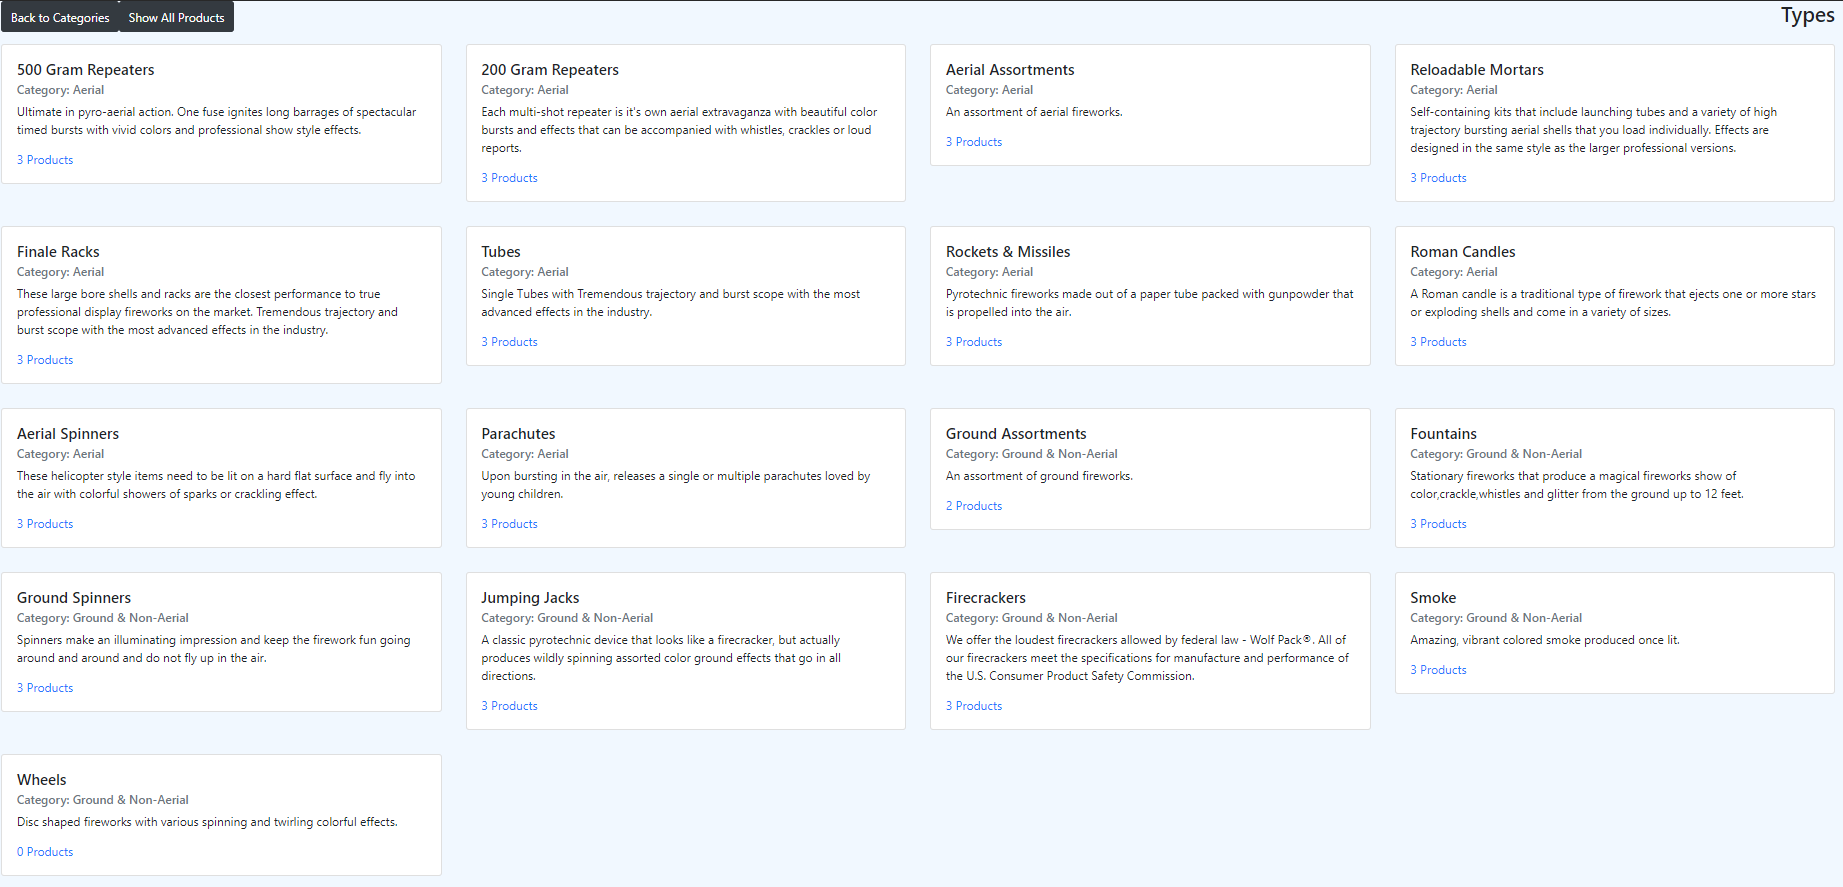 Back to Categories
Show All Products
Types
500 Gram Repeaters
Category: Aerial
Ultimate in pyro-aerial action. One fuse ignites long barrages of spectacular
timed bursts with vivid colors and professional show style effects.
3 Products
200 Gram Repeaters
Category: Aerial
Each multi-shot repeater is it's own aerial extravaganza with beautiful color
bursts and effects that can be accompanied with whistles, crackles or loud
reports.
3 Products
Aerial Assortments
Category: Aerial
An assortment of aerial fireworks.
3 Products
Reloadable Mortars
Category: Aerial
Self-containing kits that include launching tubes and a variety of high
trajectory bursting aerial shells that you load individually. Effects are
designed in the same style as the larger professional versions.
3 Products
Finale Racks
Category: Aerial
These large bore shells and racks are the closest performance to true
professional display fireworks on the market. Tremendous trajectory and
burst scope with the most advanced effects in the industry.
3 Products
Tubes
Category: Aerial
Single Tubes with Tremendous trajectory and burst scope with the most
advanced effects in the industry.
3 Products
Rockets & Missiles
Category: Aerial
Pyrotechnic fireworks made out of a paper tube packed with gunpowder that
is propelled into the air.
3 Products
Roman Candles
Category: Aerial
A Roman candle is a traditional type of firework that ejects one or more stars
or exploding shells and come in a variety of sizes.
3 Products
Aerial Spinners
Category: Aerial
These helicopter style items need to be lit on a hard flat surface and fly into
the air with colorful showers of sparks or crackling effect.
3 Products
Parachutes
Category: Aerial
Upon bursting in the air, releases a single or multiple parachutes loved by
young children.
3 Products
Ground Assortments
Category: Ground & Non-Aerial
An assortment of ground fireworks.
2 Products
Fountains
Category: Ground & Non-Aerial
Stationary fireworks that produce a magical fireworks show of
color,crackle,whistles and glitter from the ground up to 12 feet.
3 Products
Ground Spinners
Category: Ground & Non-Aerial
Spinners make an illuminating impression and keep the firework fun going
around and around and do not fly up in the air.
3 Products
Jumping Jacks
Category: Ground & Non-Aerial
A classic pyrotechnic device that looks like a firecracker, but actually
produces wildly spinning assorted color ground effects that go in all
directions.
3 Products
Firecrackers
Category: Ground & Non-Aerial
We offer the loudest firecrackers allowed by federal law - Wolf Pack®. All of
our firecrackers meet the specifications for manufacture and performance of
the U.S. Consumer Product Safety Commission.
3 Products
Smoke
Category: Ground & Non-Aerial
Amazing, vibrant colored smoke produced once lit.
3 Products
Wheels
Category: Ground & Non-Aerial
Disc shaped fireworks with various spinning and twirling colorful effects.
0 Products